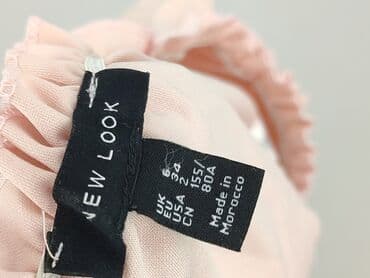 NEW LOOK
UK 6
EU 34
USA 2
CN 155/
80A
Made in
Morocco